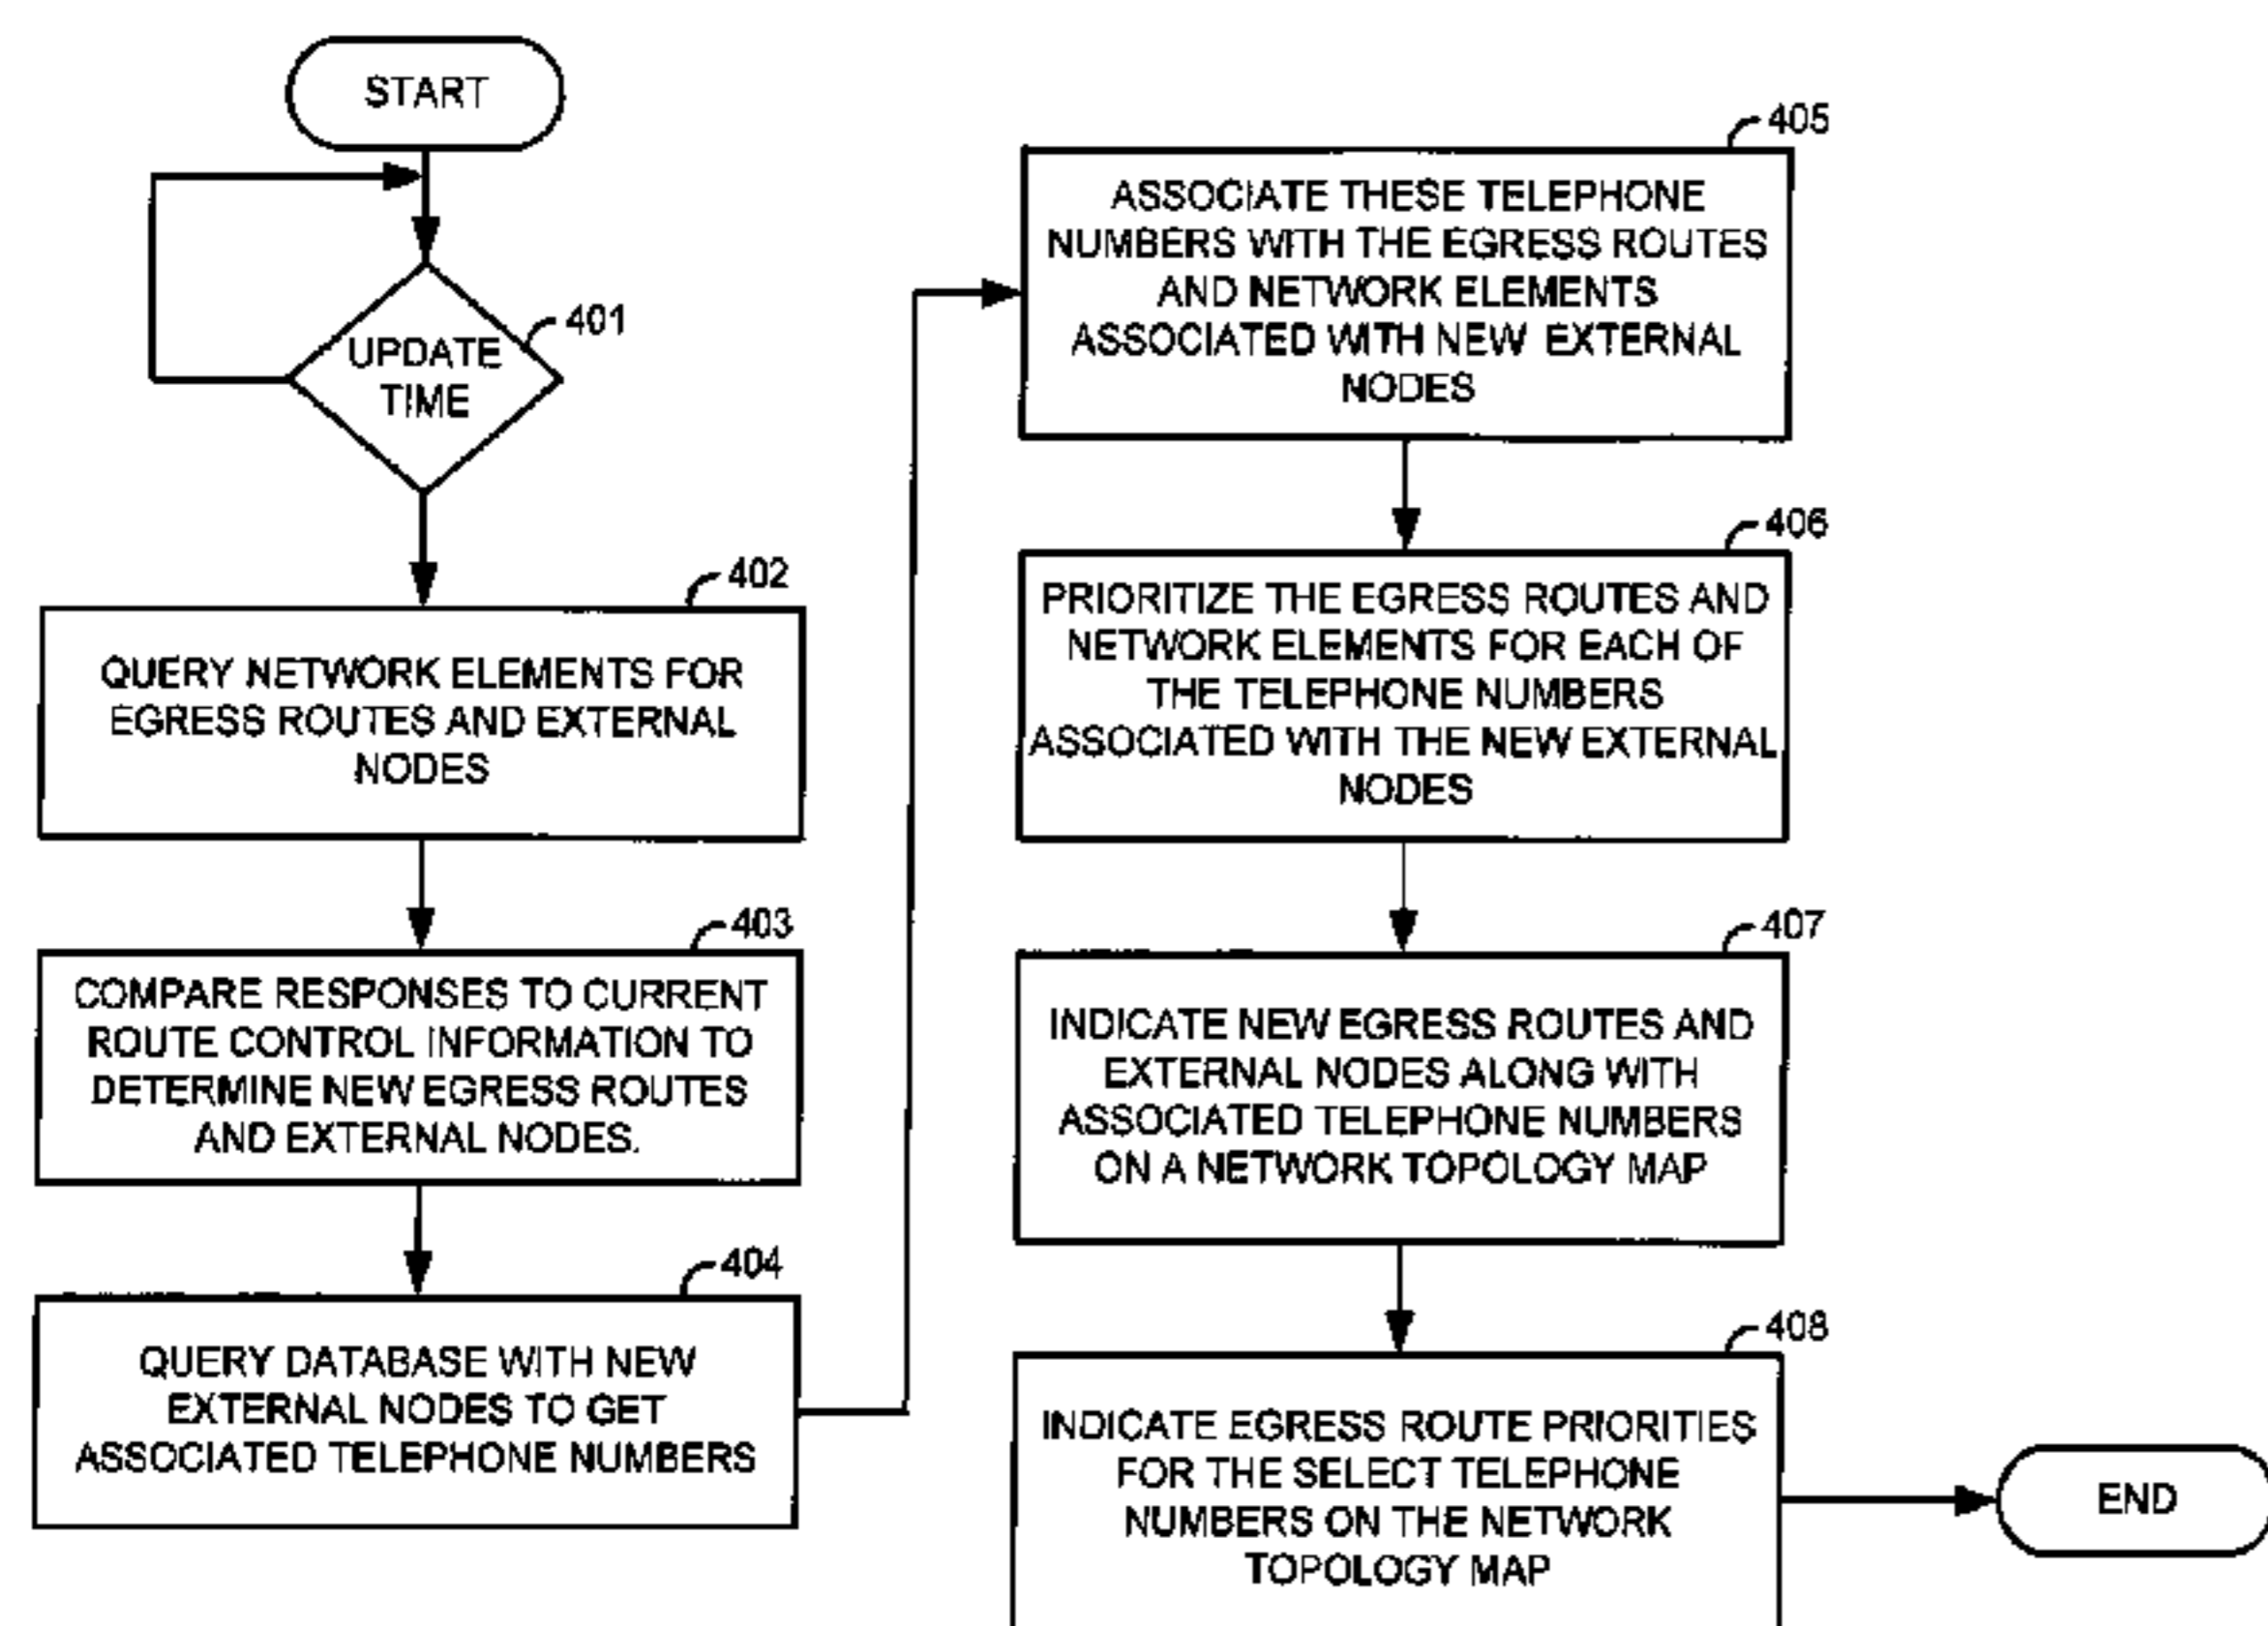 START
401
UPDATE
TIME
402
QUERY NETWORK ELEMENTS FOR
EGRESS ROUTES AND EXTERNAL
NODES
403
COMPARE RESPONSES TO CURRENT
ROUTE CONTROL INFORMATION TO
DETERMINE NEW EGRESS ROUTES
AND EXTERNAL NODES.
404
QUERY DATABASE WITH NEW
EXTERNAL NODES TO GET
ASSOCIATED TELEPHONE NUMBERS
405
ASSOCIATE THESE TELEPHONE
NUMBERS WITH THE EGRESS ROUTES
AND NETWORK ELEMENTS
ASSOCIATED WITH NEW EXTERNAL
NODES
406
PRIORITIZE THE EGRESS ROUTES AND
NETWORK ELEMENTS FOR EACH OF
THE TELEPHONE NUMBERS
ASSOCIATED WITH THE NEW EXTERNAL
NODES
407
INDICATE NEW EGRESS ROUTES AND
EXTERNAL NODES ALONG WITH
ASSOCIATED TELEPHONE NUMBERS
ON A NETWORK TOPOLOGY MAP
408
INDICATE EGRESS ROUTE PRIORITIES
FOR THE SELECT TELEPHONE
NUMBERS ON THE NETWORK
TOPOLOGY MAP
END